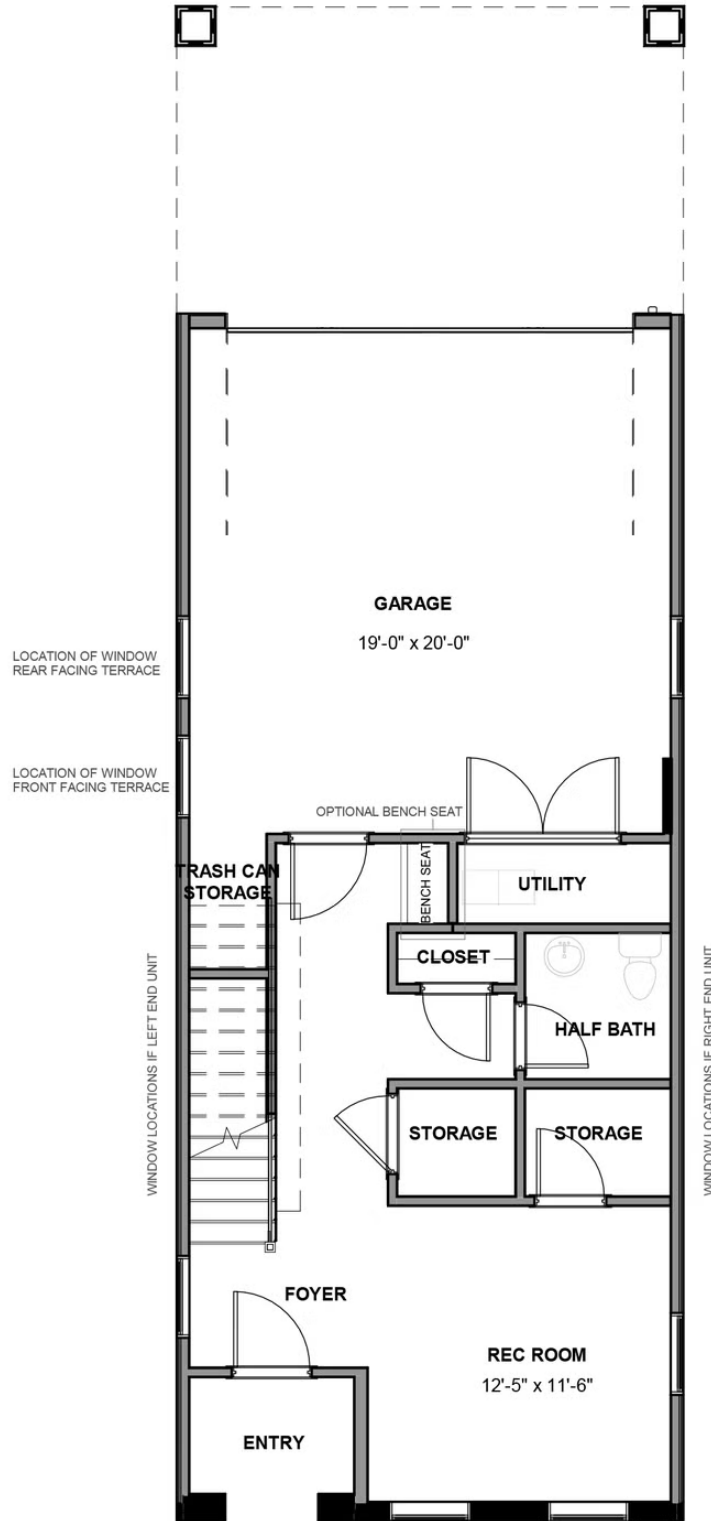 GARAGE
19'-0" x 20'-0"
LOCATION OF WINDOW
REAR FACING TERRACE
LOCATION OF WINDOW
FRONT FACING TERRACE
OPTIONAL BENCH SEAT
TRASH CAN
STORAGE
BENCH SEAT
UTILITY
CLOSET
HALF BATH
WINDOW LOCATIONS IF LEFT END UNIT
WINDOW LOCATIONS IF RIGHT END UNIT
STORAGE
STORAGE
FOYER
REC ROOM
12'-5" x 11'-6"
ENTRY